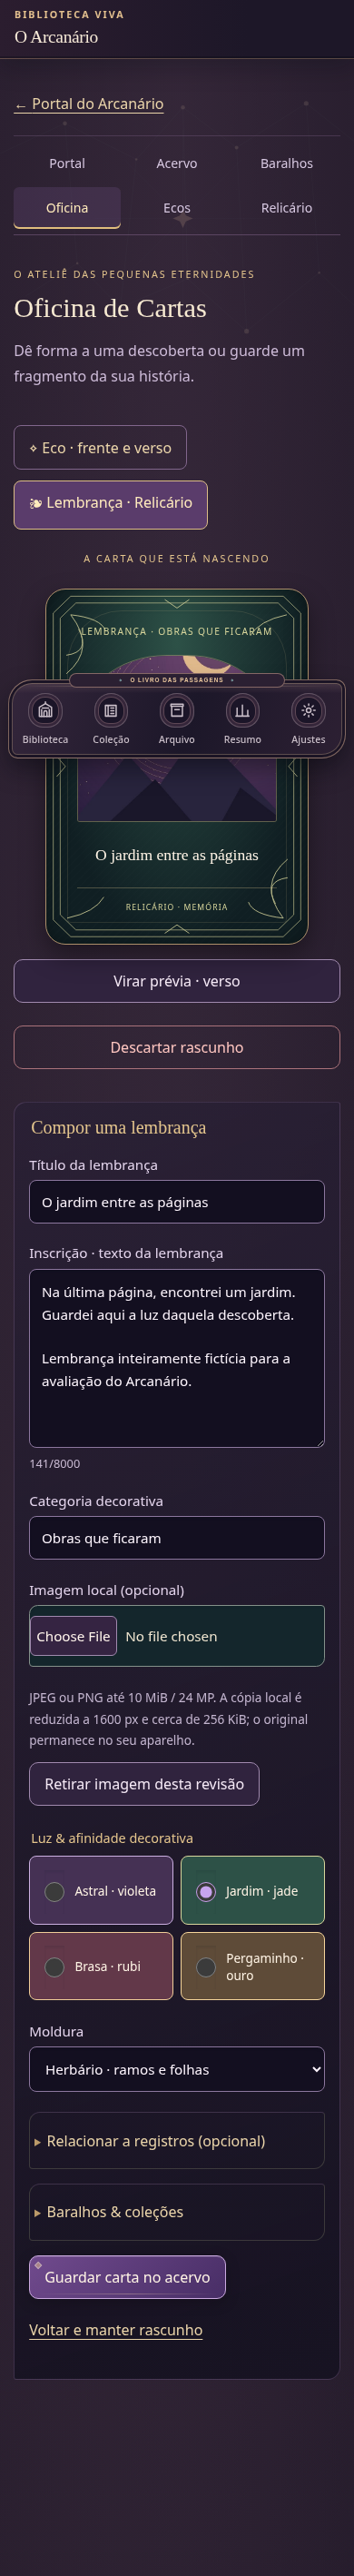 BIBLIOTECA VIVA
O Arcanário
← Portal do Arcanário
Portal Acervo Baralhos
Oficina Ecos Relicário
O ATELIÊ DAS PEQUENAS ETERNIDADES
Oficina de Cartas
Dê forma a uma descoberta ou guarde um
fragmento da sua história.
✧ Eco · frente e verso
❧ Lembrança · Relicário
A CARTA QUE ESTÁ NASCENDO
LEMBRANÇA · OBRAS QUE FICARAM
O LIVRO DAS PASSAGENS
Biblioteca Coleção Arquivo Resumo Ajustes
O jardim entre as páginas
RELICÁRIO · MEMÓRIA
Virar prévia · verso
Descartar rascunho
Compor uma lembrança
Título da lembrança
O jardim entre as páginas
Inscrição · texto da lembrança
Na última página, encontrei um jardim.
Guardei aqui a luz daquela descoberta.
Lembrança inteiramente fictícia para a
avaliação do Arcanário.
141/8000
Categoria decorativa
Obras que ficaram
Imagem local (opcional)
Choose File No file chosen
JPEG ou PNG até 10 MiB / 24 MP. A cópia local é
reduzida a 1600 px e cerca de 256 KiB; o original
permanece no seu aparelho.
Retirar imagem desta revisão
Luz & afinidade decorativa
Astral · violeta Jardim · jade
Brasa · rubi Pergaminho ·
ouro
Moldura
Herbário · ramos e folhas
▸ Relacionar a registros (opcional)
▸ Baralhos & coleções
Guardar carta no acervo
Voltar e manter rascunho